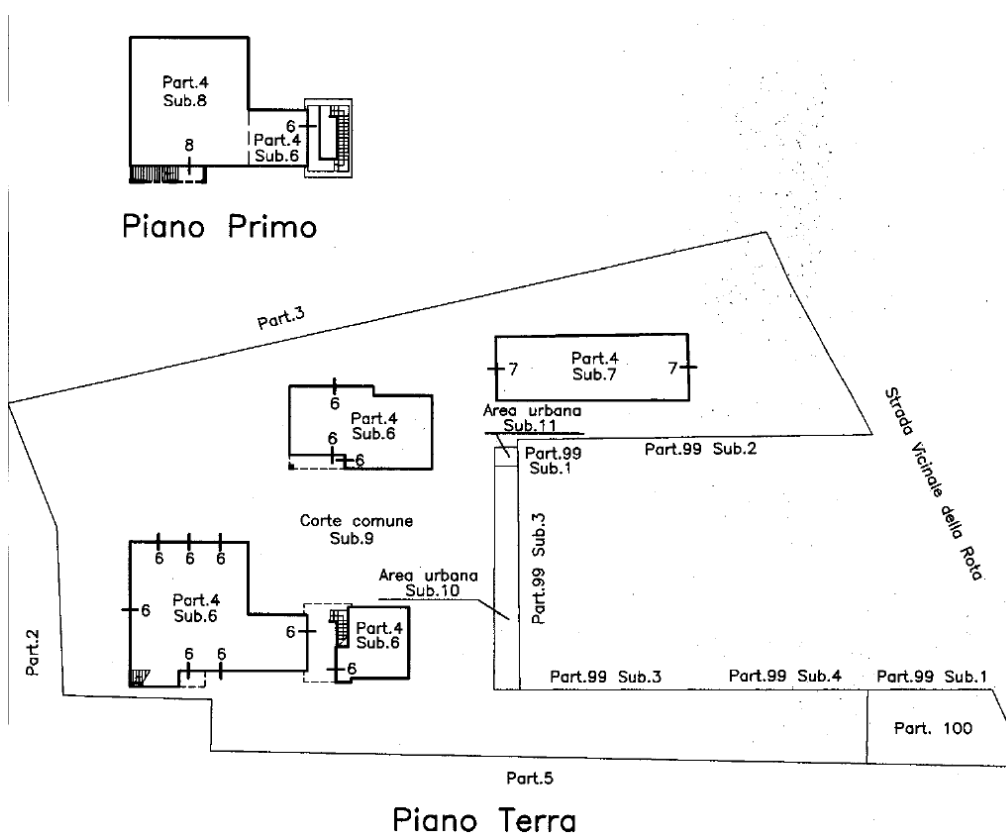 Part.4
Sub.8
6
Part.4
Sub.6
8
Piano Primo
Part.3
Part.4
Sub.7
7
7
6
Part.4
Sub.6
6
6
Area urbana
Sub.11
Part.99
Sub.1
Part.99 Sub.2
Strada Vicinale della Rota
Corte comune
Sub.9
Part.99 Sub.3
Area urbana
Sub.10
6
6
6
6
Part.4
Sub.6
6
6
6
Part.4
Sub.6
6
Part.2
Part.99 Sub.3
Part.99 Sub.4
Part.99 Sub.1
Part. 100
Part.5
Piano Terra